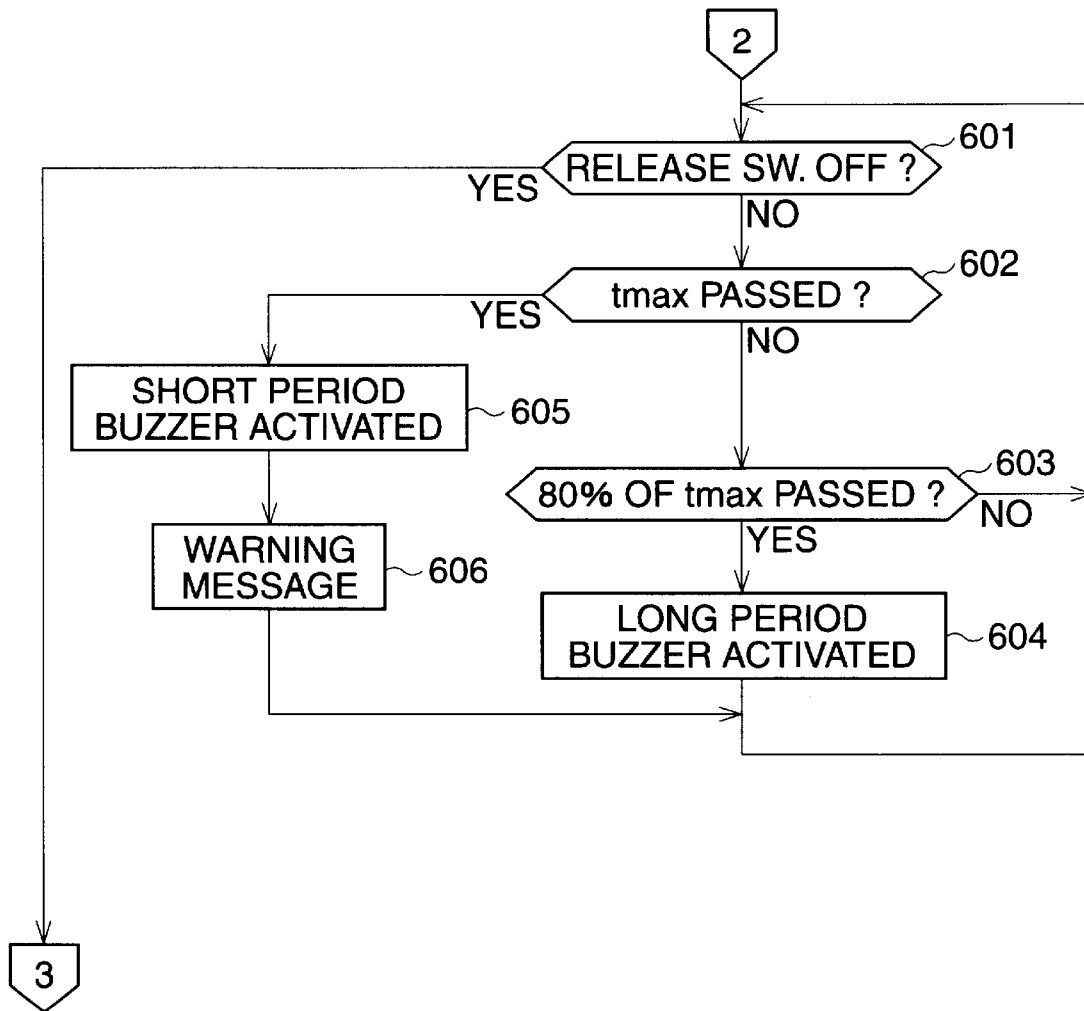 2
601
RELEASE SW. OFF ?
YES
NO
602
tmax PASSED ?
YES
NO
SHORT PERIOD
BUZZER ACTIVATED
605
603
80% OF tmax PASSED ?
NO
YES
WARNING
MESSAGE
606
LONG PERIOD
BUZZER ACTIVATED
604
3